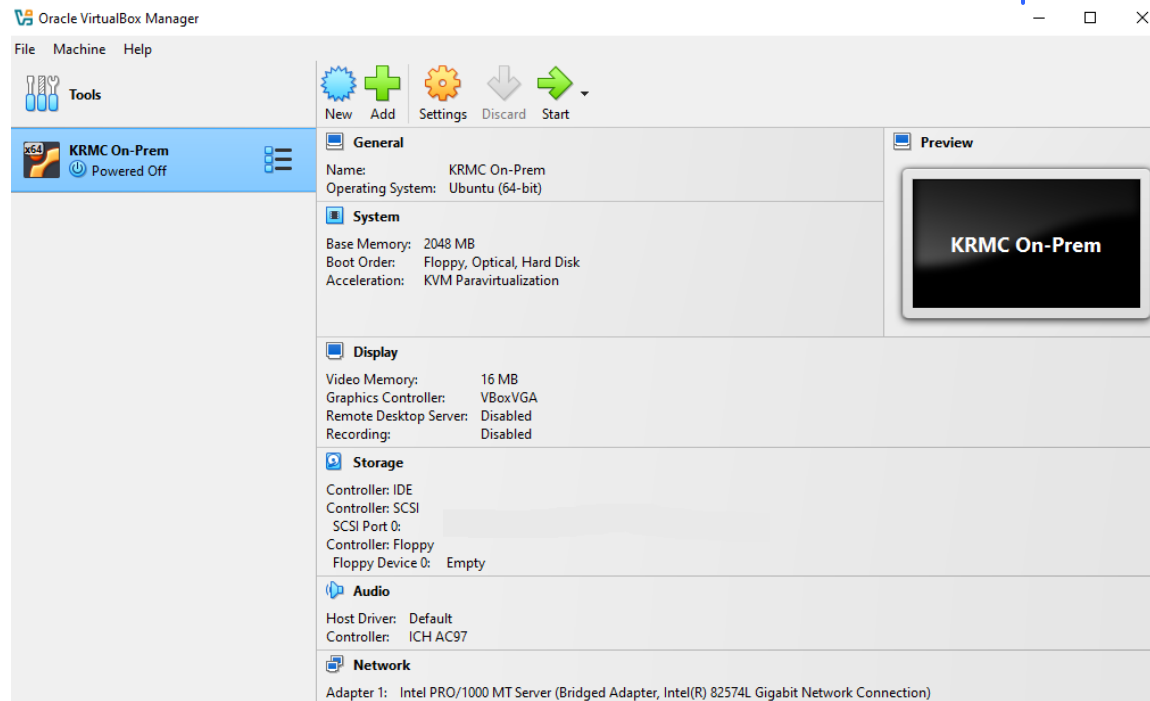 Oracle VirtualBox Manager
File Machine Help
Tools
New Add Settings Discard Start
x64
KRMC On-Prem
Powered Off
General
Name: KRMC On-Prem
Operating System: Ubuntu (64-bit)
System
Base Memory: 2048 MB
Boot Order: Floppy, Optical, Hard Disk
Acceleration: KVM Paravirtualization
Preview
KRMC On-Prem
Display
Video Memory: 16 MB
Graphics Controller: VBoxVGA
Remote Desktop Server: Disabled
Recording: Disabled
Storage
Controller: IDE
Controller: SCSI
SCSI Port 0:
Controller: Floppy
Floppy Device 0: Empty
Audio
Host Driver: Default
Controller: ICH AC97
Network
Adapter 1: Intel PRO/1000 MT Server (Bridged Adapter, Intel(R) 82574L Gigabit Network Connection)